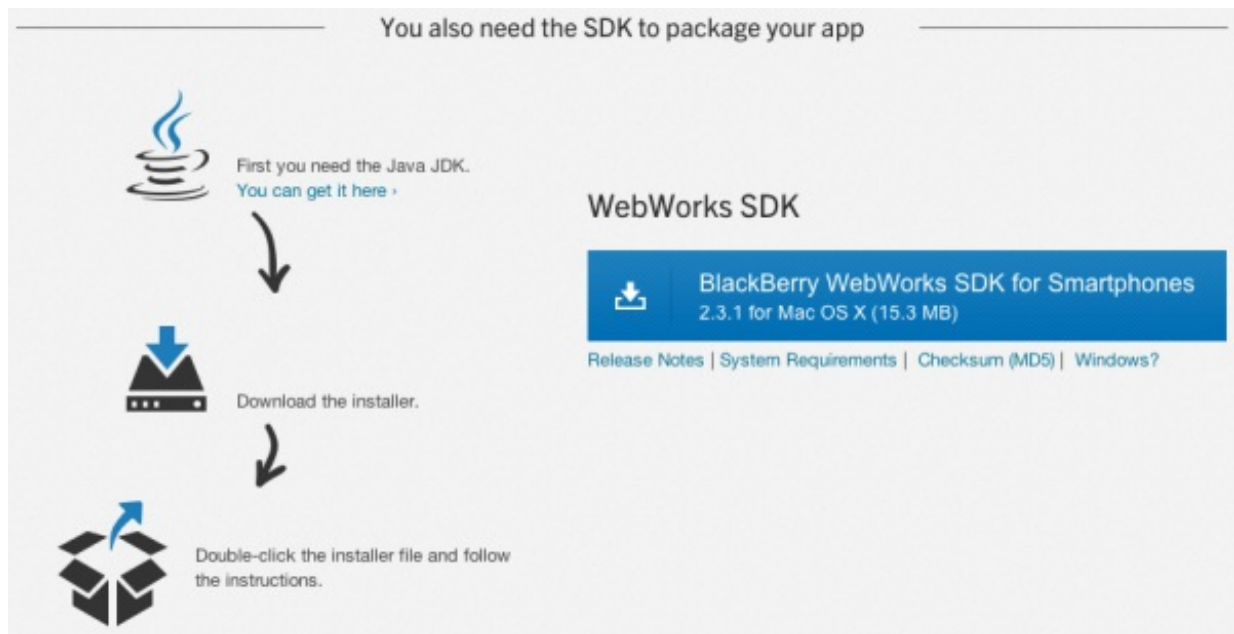 You also need the SDK to package your app
First you need the Java JDK.
You can get it here ›
Download the installer.
Double-click the installer file and follow
the instructions.
WebWorks SDK
BlackBerry WebWorks SDK for Smartphones
2.3.1 for Mac OS X (15.3 MB)
Release Notes | System Requirements | Checksum (MD5) | Windows?